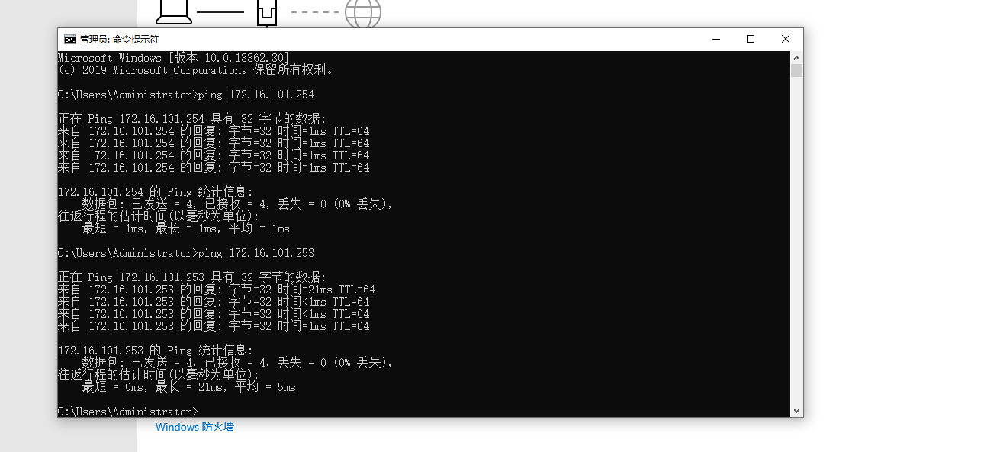 管理员: 命令提示符
Microsoft Windows [版本 10.0.18362.30]
(c) 2019 Microsoft Corporation。保留所有权利。
C:\Users\Administrator>ping 172.16.101.254
正在 Ping 172.16.101.254 具有 32 字节的数据:
来自 172.16.101.254 的回复: 字节=32 时间=1ms TTL=64
来自 172.16.101.254 的回复: 字节=32 时间=1ms TTL=64
来自 172.16.101.254 的回复: 字节=32 时间=1ms TTL=64
来自 172.16.101.254 的回复: 字节=32 时间=1ms TTL=64
172.16.101.254 的 Ping 统计信息:
数据包: 已发送 = 4，已接收 = 4，丢失 = 0 (0% 丢失)，
往返行程的估计时间(以毫秒为单位):
最短 = 1ms，最长 = 1ms，平均 = 1ms
C:\Users\Administrator>ping 172.16.101.253
正在 Ping 172.16.101.253 具有 32 字节的数据:
来自 172.16.101.253 的回复: 字节=32 时间=21ms TTL=64
来自 172.16.101.253 的回复: 字节=32 时间<1ms TTL=64
来自 172.16.101.253 的回复: 字节=32 时间<1ms TTL=64
来自 172.16.101.253 的回复: 字节=32 时间=1ms TTL=64
172.16.101.253 的 Ping 统计信息:
数据包: 已发送 = 4，已接收 = 4，丢失 = 0 (0% 丢失)，
往返行程的估计时间(以毫秒为单位):
最短 = 0ms，最长 = 21ms，平均 = 5ms
C:\Users\Administrator>
Windows 防火墙